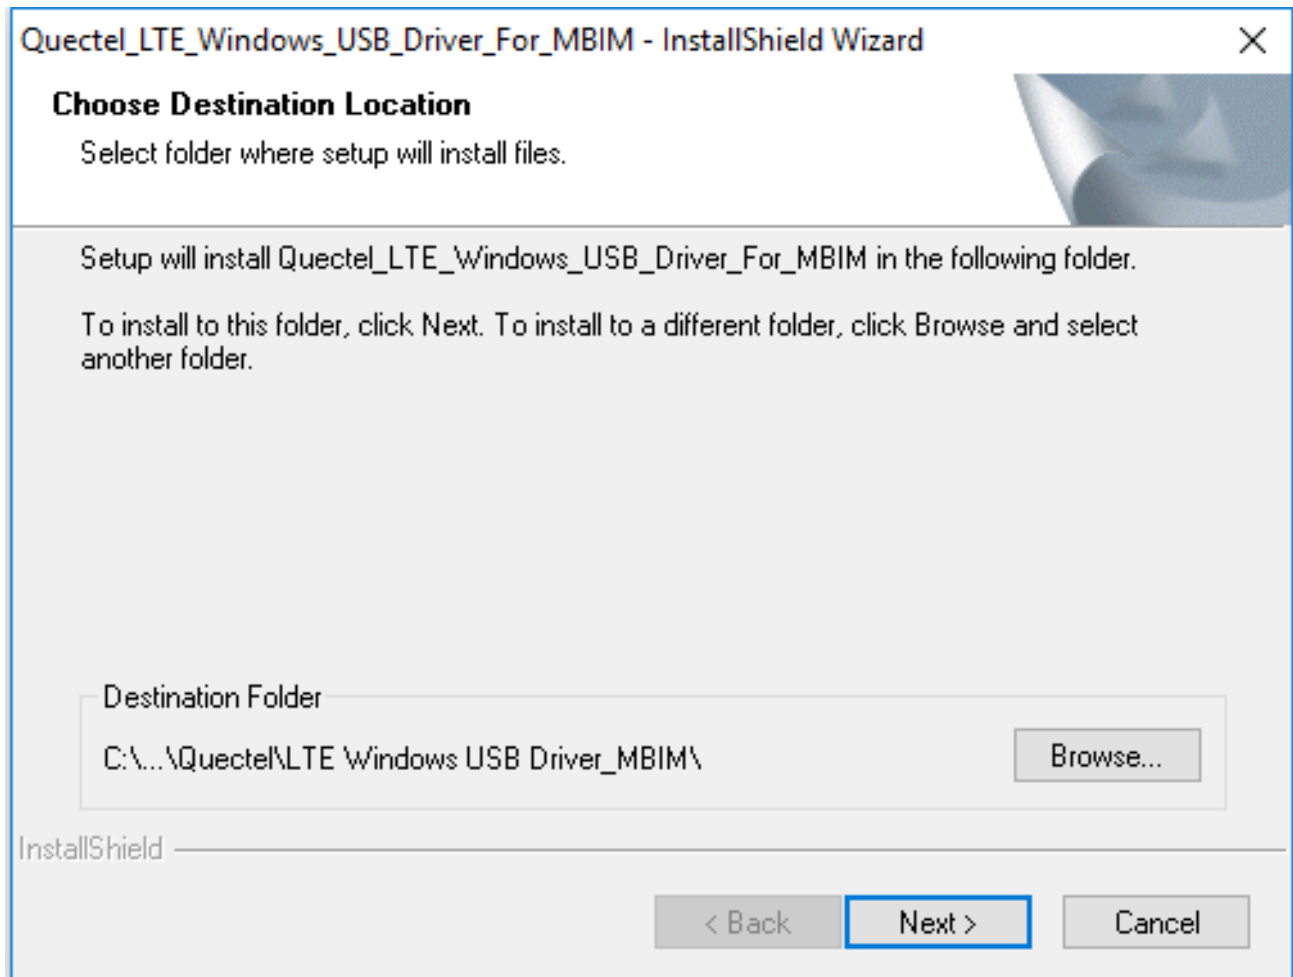 Quectel_LTE_Windows_USB_Driver_For_MBIM - InstallShield Wizard
Choose Destination Location
Select folder where setup will install files.
Setup will install Quectel_LTE_Windows_USB_Driver_For_MBIM in the following folder.
To install to this folder, click Next. To install to a different folder, click Browse and select
another folder.
Destination Folder
C:\...\Quectel\LTE Windows USB Driver_MBIM\
Browse...
InstallShield
< Back
Next >
Cancel